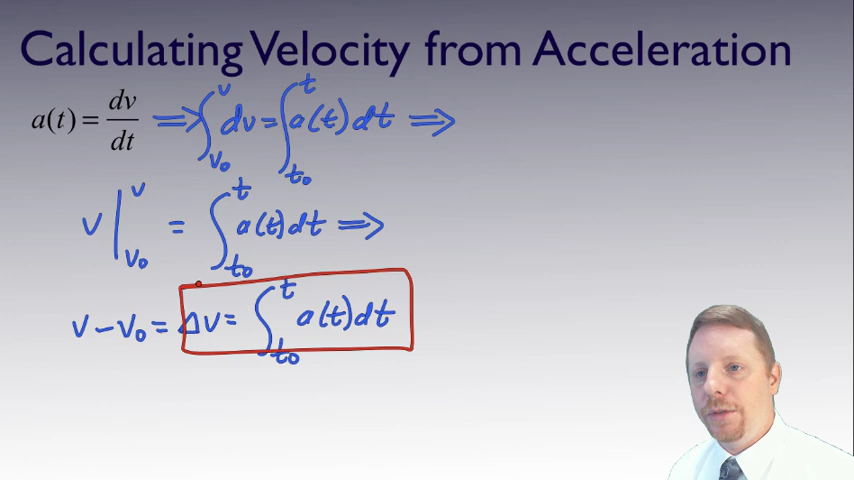 Calculating Velocity from Acceleration
a(t) = dv/dt ⟹ ∫_{v₀}^{v} dv = ∫_{t₀}^{t} a(t)dt ⟹
v|_{v₀}^{v} = ∫_{t₀}^{t} a(t)dt ⟹
v − v₀ = Δv = ∫_{t₀}^{t} a(t)dt